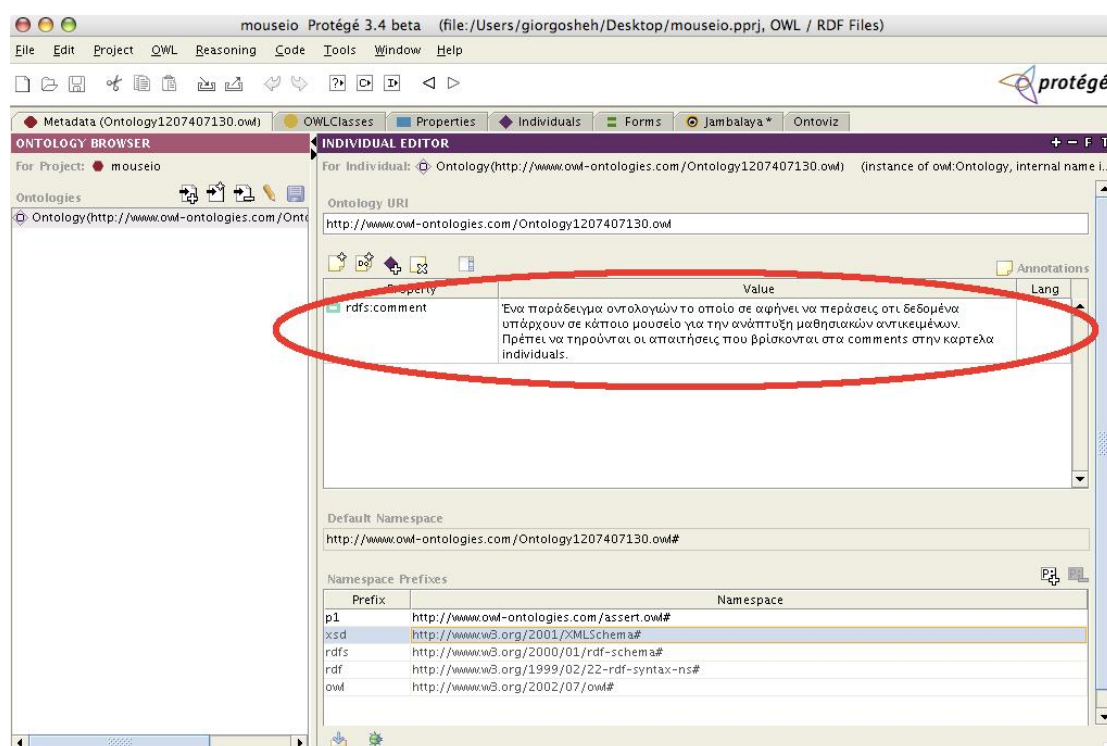 mouseio Protégé 3.4 beta (file:/Users/giorgosheh/Desktop/mouseio.pprj, OWL / RDF Files)
File Edit Project OWL Reasoning Code Tools Window Help
protégé
Metadata (Ontology1207407130.owl) OWLClasses Properties Individuals Forms Jambalaya * Ontoviz
ONTOLOGY BROWSER
For Project: mouseio
Ontologies
Ontology(http://www.owl-ontologies.com/Onto
INDIVIDUAL EDITOR + − F T
For Individual: Ontology(http://www.owl-ontologies.com/Ontology1207407130.owl) (instance of owl:Ontology, internal name i...
Ontology URI
http://www.owl-ontologies.com/Ontology1207407130.owl
Annotations
Property Value Lang
rdfs:comment Ένα παράδειγμα οντολογιών το οποίο σε αφήνει να περάσεις οτι δεδομένα
υπάρχουν σε κάποιο μουσείο για την ανάπτυξη μαθησιακών αντικειμένων.
Πρέπει να τηρούνται οι απαιτήσεις που βρίσκονται στα comments στην καρτελα
individuals.
Default Namespace
http://www.owl-ontologies.com/Ontology1207407130.owl#
Namespace Prefixes
Prefix Namespace
p1 http://www.owl-ontologies.com/assert.owl#
xsd http://www.w3.org/2001/XMLSchema#
rdfs http://www.w3.org/2000/01/rdf-schema#
rdf http://www.w3.org/1999/02/22-rdf-syntax-ns#
owl http://www.w3.org/2002/07/owl#